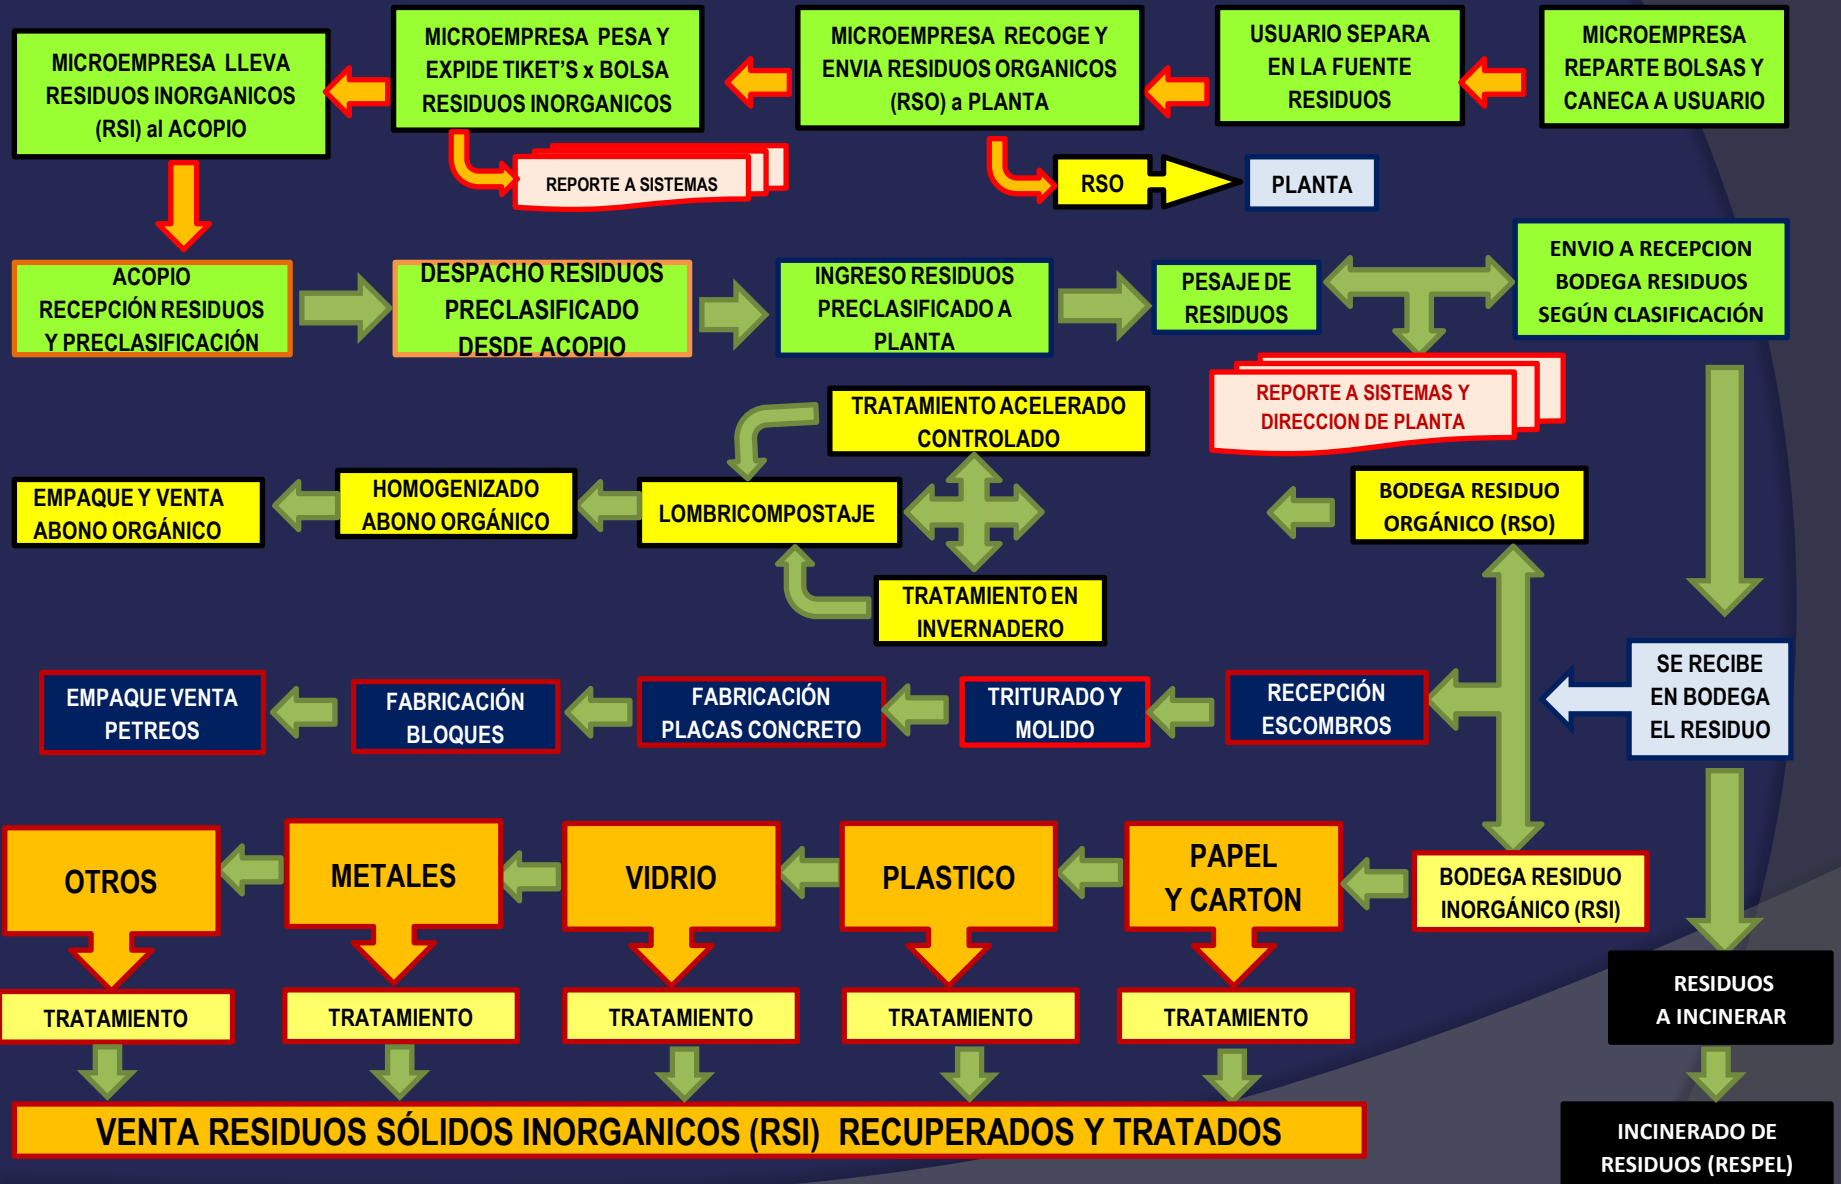 MICROEMPRESA LLEVA
RESIDUOS INORGANICOS
(RSI) al ACOPIO
MICROEMPRESA PESA Y
EXPIDE TIKET'S x BOLSA
RESIDUOS INORGANICOS
MICROEMPRESA RECOGE Y
ENVIA RESIDUOS ORGANICOS
(RSO) a PLANTA
USUARIO SEPARA
EN LA FUENTE
RESIDUOS
MICROEMPRESA
REPARTE BOLSAS Y
CANECA A USUARIO
REPORTE A SISTEMAS
RSO
PLANTA
ACOPIO
RECEPCIÓN RESIDUOS
Y PRECLASIFICACIÓN
DESPACHO RESIDUOS
PRECLASIFICADO
DESDE ACOPIO
INGRESO RESIDUOS
PRECLASIFICADO A
PLANTA
PESAJE DE
RESIDUOS
ENVIO A RECEPCION
BODEGA RESIDUOS
SEGÚN CLASIFICACIÓN
REPORTE A SISTEMAS Y
DIRECCION DE PLANTA
TRATAMIENTO ACELERADO
CONTROLADO
EMPAQUE Y VENTA
ABONO ORGÁNICO
HOMOGENIZADO
ABONO ORGÁNICO
LOMBRICOMPOSTAJE
BODEGA RESIDUO
ORGÁNICO (RSO)
TRATAMIENTO EN
INVERNADERO
EMPAQUE VENTA
PETREOS
FABRICACIÓN
BLOQUES
FABRICACIÓN
PLACAS CONCRETO
TRITURADO Y
MOLIDO
RECEPCIÓN
ESCOMBROS
SE RECIBE
EN BODEGA
EL RESIDUO
OTROS
METALES
VIDRIO
PLASTICO
PAPEL
Y CARTON
BODEGA RESIDUO
INORGÁNICO (RSI)
TRATAMIENTO
TRATAMIENTO
TRATAMIENTO
TRATAMIENTO
TRATAMIENTO
RESIDUOS
A INCINERAR
VENTA RESIDUOS SÓLIDOS INORGANICOS (RSI) RECUPERADOS Y TRATADOS
INCINERADO DE
RESIDUOS (RESPEL)